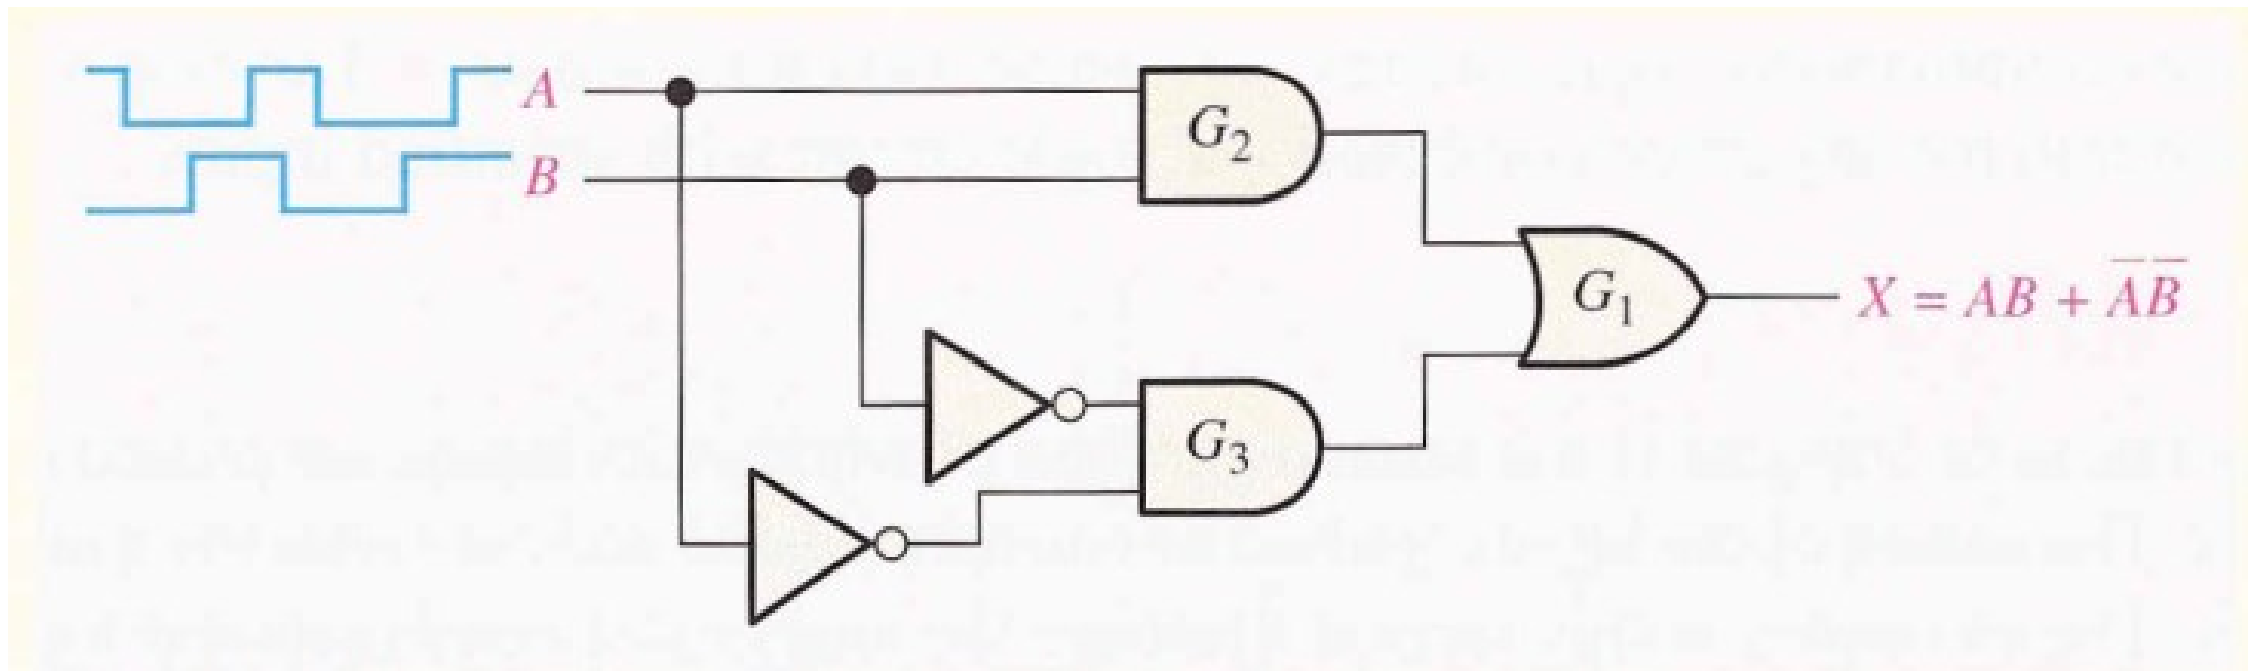 A
B
G₂
G₁
X = AB + A̅B̅
G₃